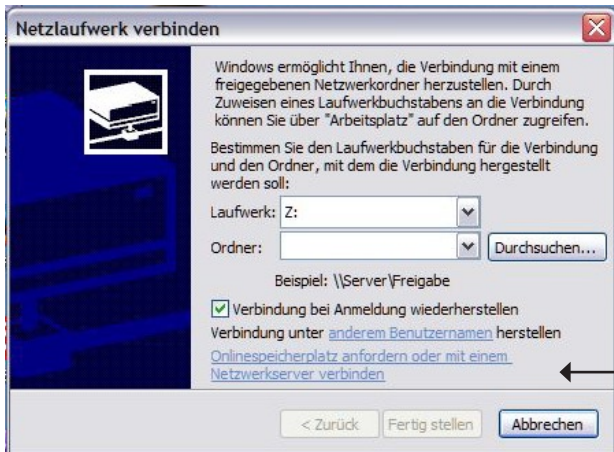 Netzlaufwerk verbinden
Windows ermöglicht Ihnen, die Verbindung mit einem
freigegebenen Netzwerkordner herzustellen. Durch
Zuweisen eines Laufwerkbuchstabens an die Verbindung
können Sie über "Arbeitsplatz" auf den Ordner zugreifen.
Bestimmen Sie den Laufwerkbuchstaben für die Verbindung
und den Ordner, mit dem die Verbindung hergestellt
werden soll:
Laufwerk: Z:
Ordner: Durchsuchen...
Beispiel: \\Server\Freigabe
Verbindung bei Anmeldung wiederherstellen
Verbindung unter anderem Benutzernamen herstellen
Onlinespeicherplatz anfordern oder mit einem
Netzwerkserver verbinden
< Zurück Fertig stellen Abbrechen